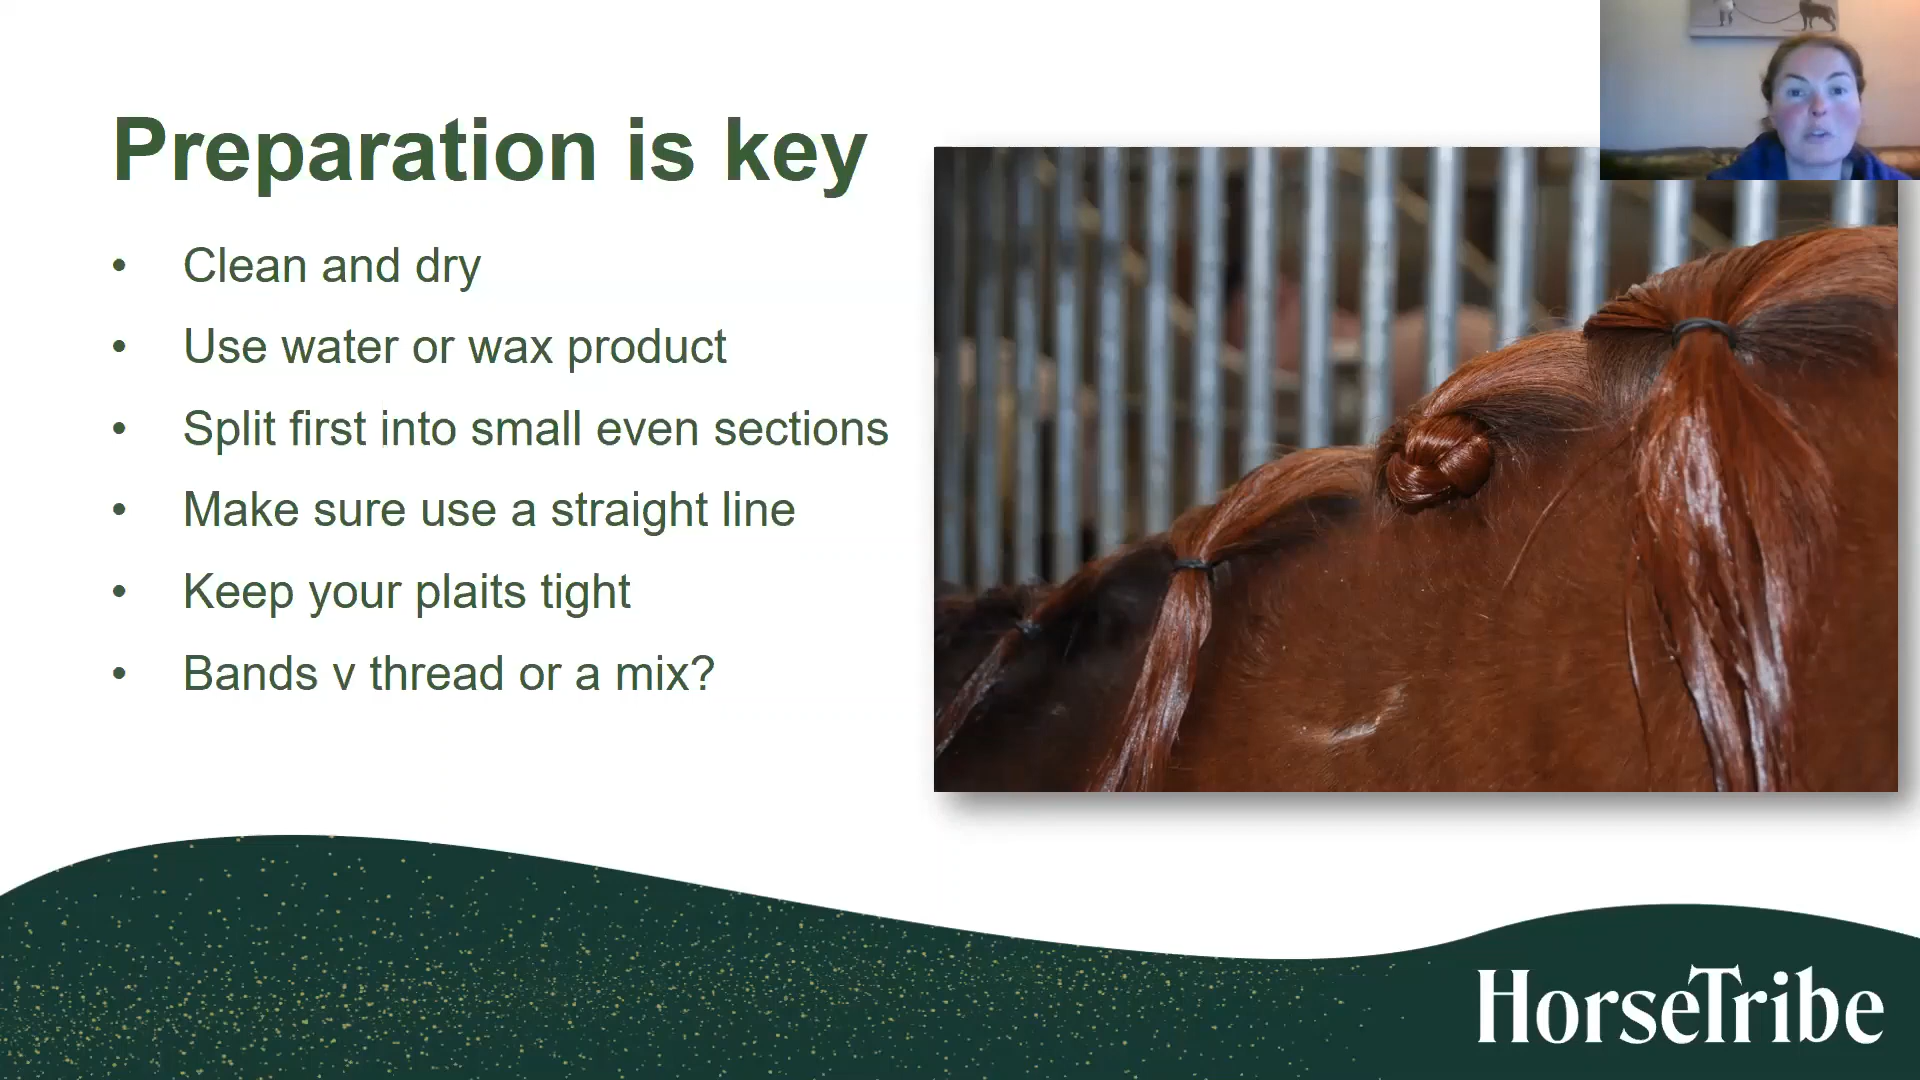 Preparation is key
• Clean and dry
• Use water or wax product
• Split first into small even sections
• Make sure use a straight line
• Keep your plaits tight
• Bands v thread or a mix?
HorseTribe